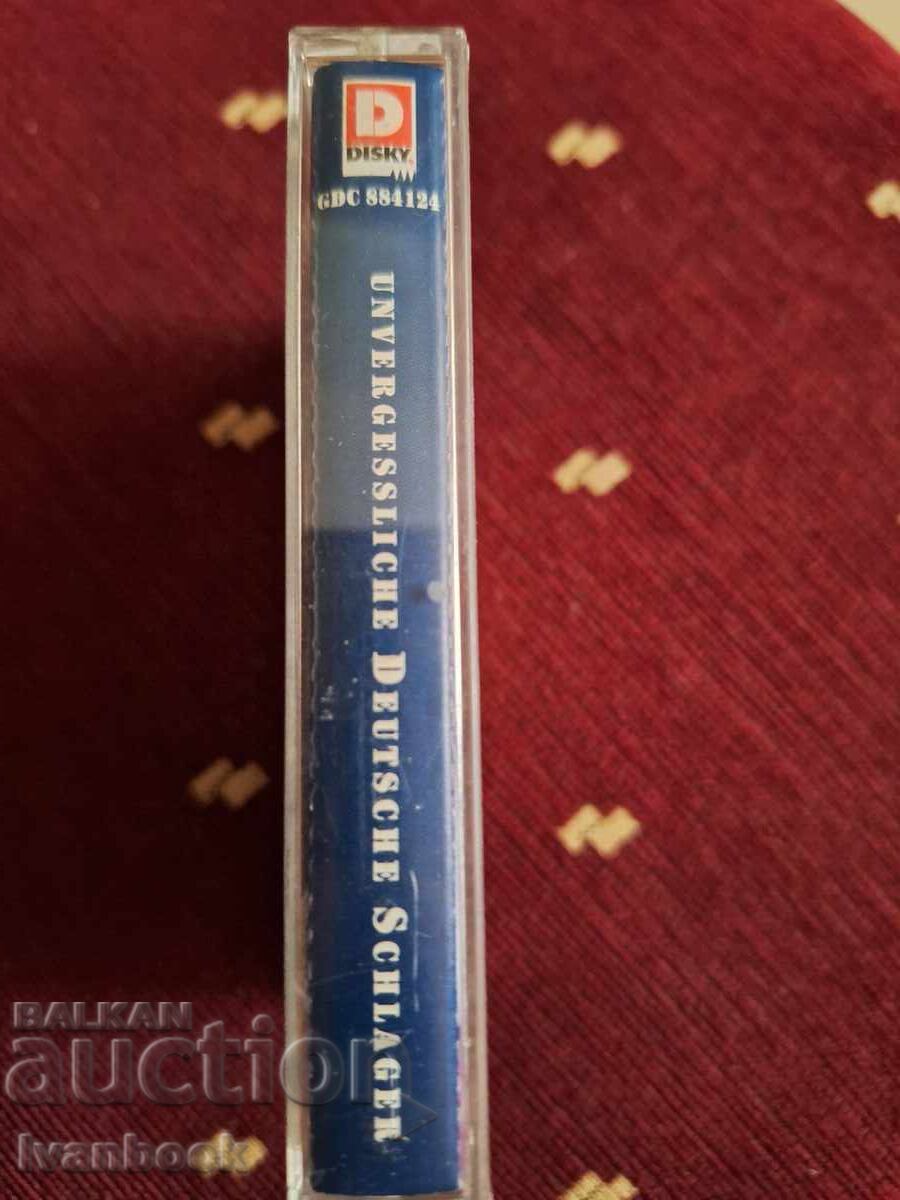 D
DISKY
GDC 884124
UNVERGESSLICHE DEUTSCHE SCHLAGER
BALKAN
auction
Ivanbook